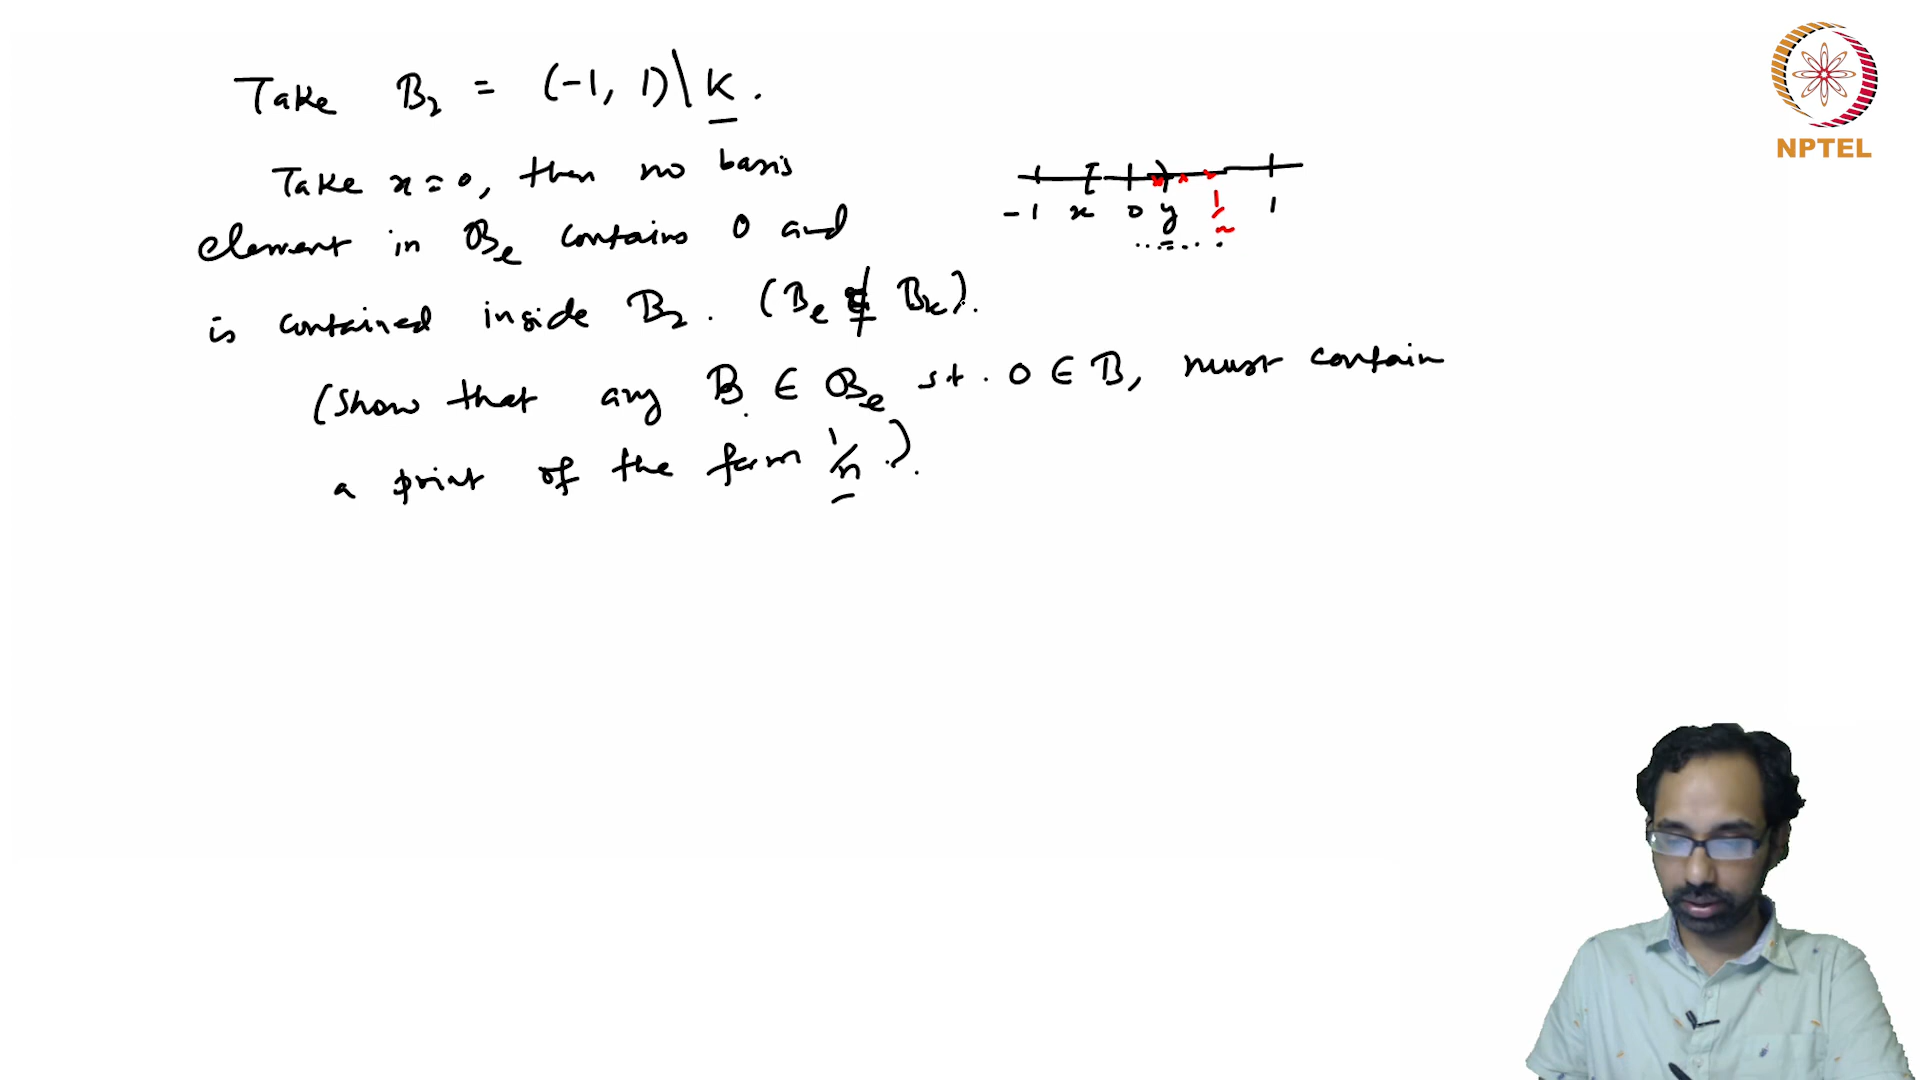 Take B₂ = (-1, 1)\K.
Take x=0, then no basis
element in ℬₑ contains 0 and
is contained inside B₂. (Bₑ ⊄ Bₖ).
(Show that any B ∈ ℬₑ st. 0 ∈ B, must contain
a point of the form 1/n.).
-1 x 0 y 1
NPTEL